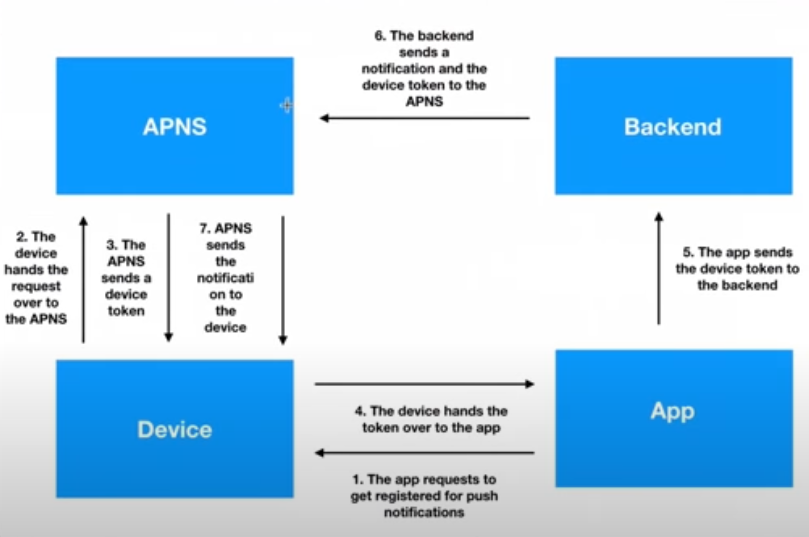 6. The backend
sends a
notification and the
device token to the
APNS
APNS
Backend
2. The
device
hands the
request
over to
the APNS
3. The
APNS
sends a
device
token
7. APNS
sends
the
notificati
on to
the
device
5. The app sends
the device token to
the backend
Device
App
4. The device hands the
token over to the app
1. The app requests to
get registered for push
notifications